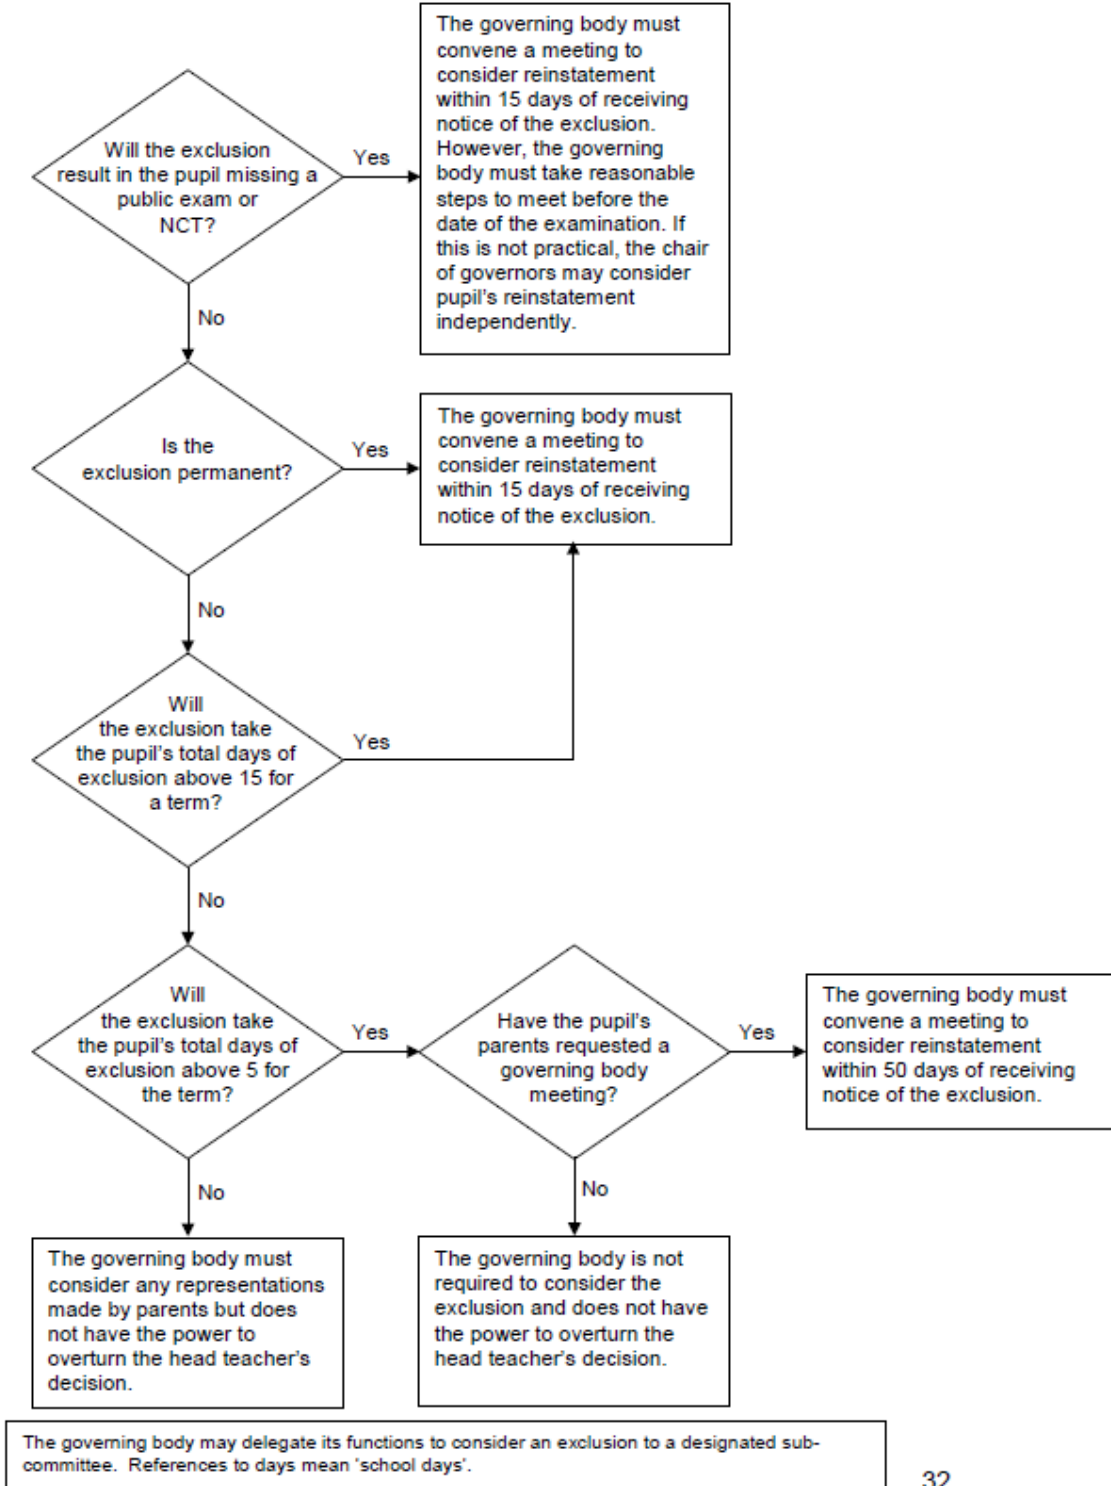 The governing body must
convene a meeting to
consider reinstatement
within 15 days of receiving
notice of the exclusion.
However, the governing
body must take reasonable
steps to meet before the
date of the examination. If
this is not practical, the chair
of governors may consider
pupil's reinstatement
independently.
Will the exclusion
result in the pupil missing a
public exam or
NCT?
Yes
No
Is the
exclusion permanent?
Yes
The governing body must
convene a meeting to
consider reinstatement
within 15 days of receiving
notice of the exclusion.
No
Will
the exclusion take
the pupil's total days of
exclusion above 15 for
a term?
Yes
No
Will
the exclusion take
the pupil's total days of
exclusion above 5 for
the term?
Yes
Have the pupil's
parents requested a
governing body
meeting?
Yes
The governing body must
convene a meeting to
consider reinstatement
within 50 days of receiving
notice of the exclusion.
No
No
The governing body must
consider any representations
made by parents but does
not have the power to
overturn the head teacher's
decision.
The governing body is not
required to consider the
exclusion and does not have
the power to overturn the
head teacher's decision.
The governing body may delegate its functions to consider an exclusion to a designated sub-
committee. References to days mean 'school days'.
32